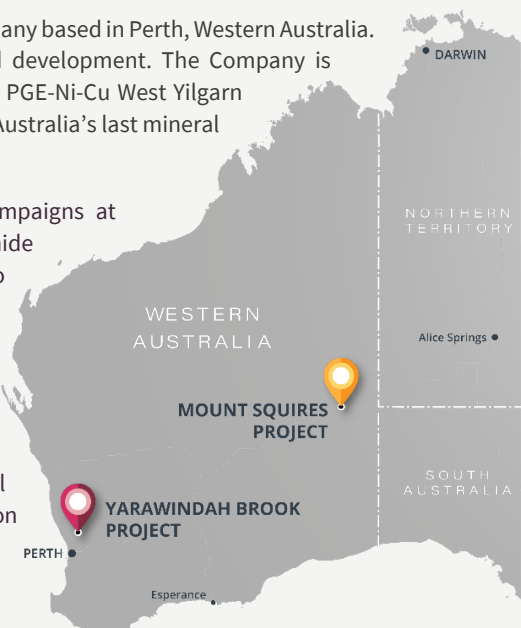 any based in Perth, Western Australia.
development. The Company is
PGE-Ni-Cu West Yilgarn
Australia's last mineral
mpaigns at
DARWIN
NORTHERN
TERRITORY
WESTERN
AUSTRALIA
Alice Springs
MOUNT SQUIRES
PROJECT
SOUTH
AUSTRALIA
YARAWINDAH BROOK
PROJECT
on
PERTH
Esperance